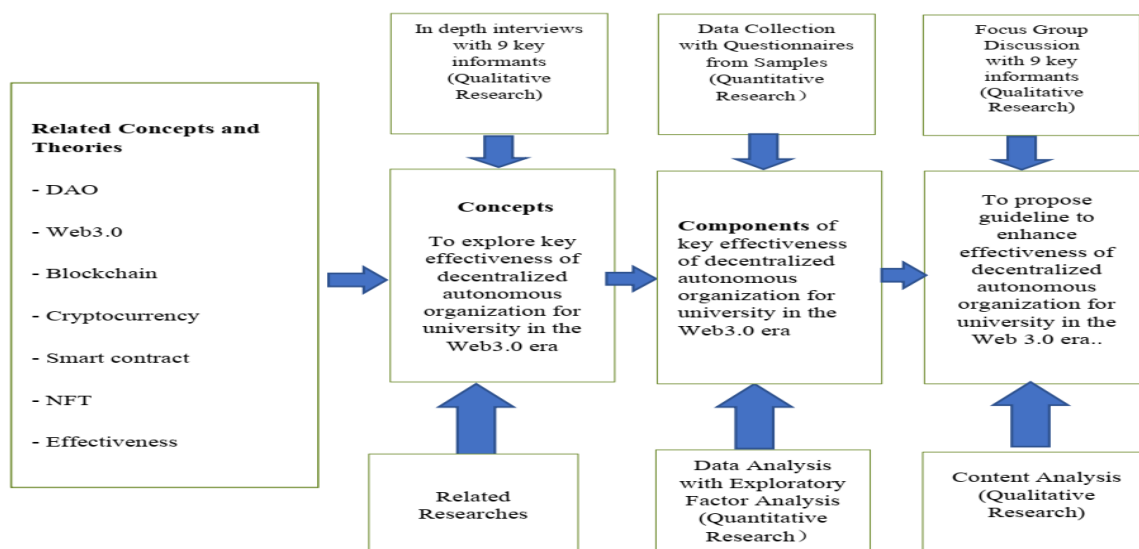 In depth interviews
with 9 key
informants
(Qualitative
Research)
Data Collection
with Questionnaires
from Samples
(Quantitative
Research）
Focus Group
Discussion
with 9 key
informants
(Qualitative
Research)
Related Concepts and
Theories
- DAO
- Web3.0
- Blockchain
- Cryptocurrency
- Smart contract
- NFT
- Effectiveness
Concepts
To explore key
effectiveness of
decentralized
autonomous
organization for
university in the
Web3.0 era
Components of
key effectiveness
of decentralized
autonomous
organization for
university in the
Web3.0 era
To propose
guideline to
enhance
effectiveness of
decentralized
autonomous
organization for
university in the
Web 3.0 era..
Related
Researches
Data Analysis
with Exploratory
Factor Analysis
(Quantitative
Research）
Content Analysis
(Qualitative
Research)